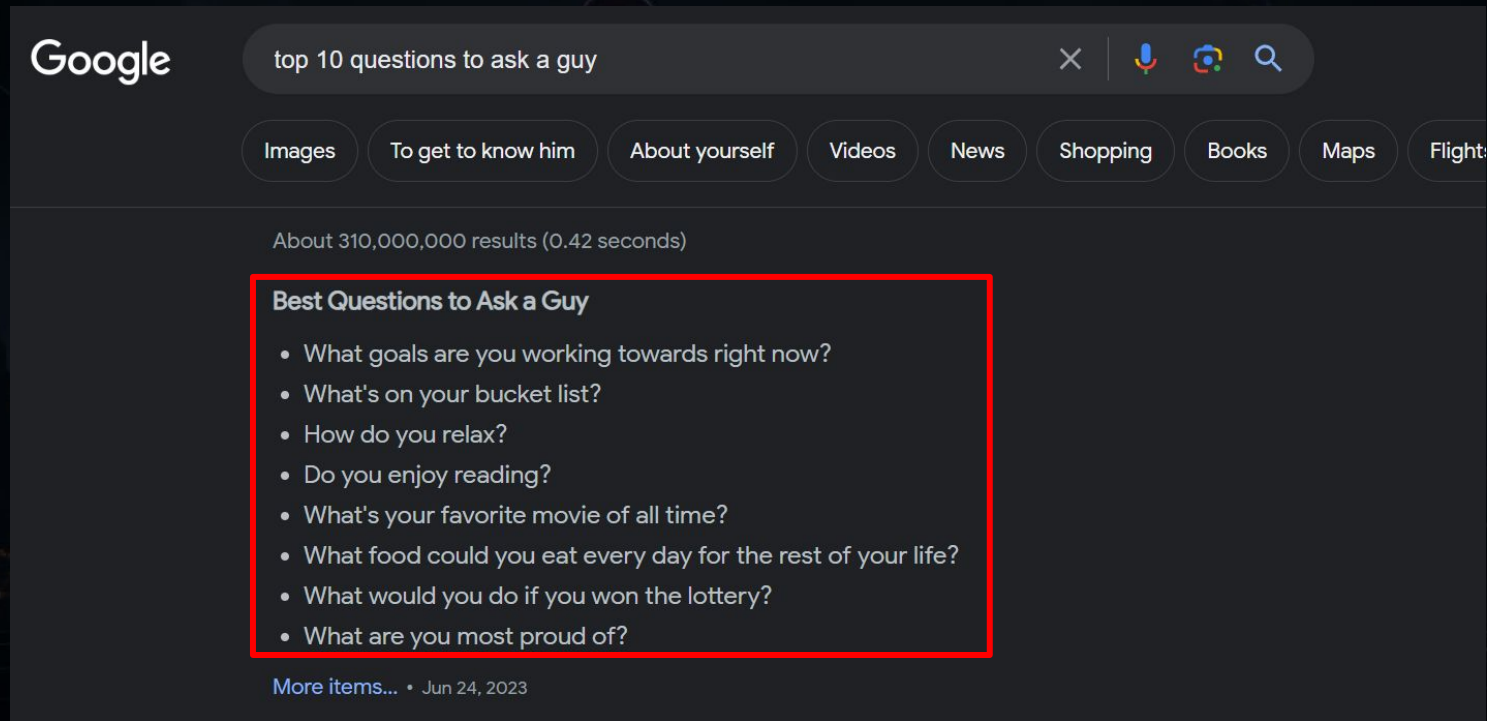 Google
top 10 questions to ask a guy
Images To get to know him About yourself Videos News Shopping Books Maps Flights
About 310,000,000 results (0.42 seconds)
Best Questions to Ask a Guy
• What goals are you working towards right now?
• What's on your bucket list?
• How do you relax?
• Do you enjoy reading?
• What's your favorite movie of all time?
• What food could you eat every day for the rest of your life?
• What would you do if you won the lottery?
• What are you most proud of?
More items... • Jun 24, 2023